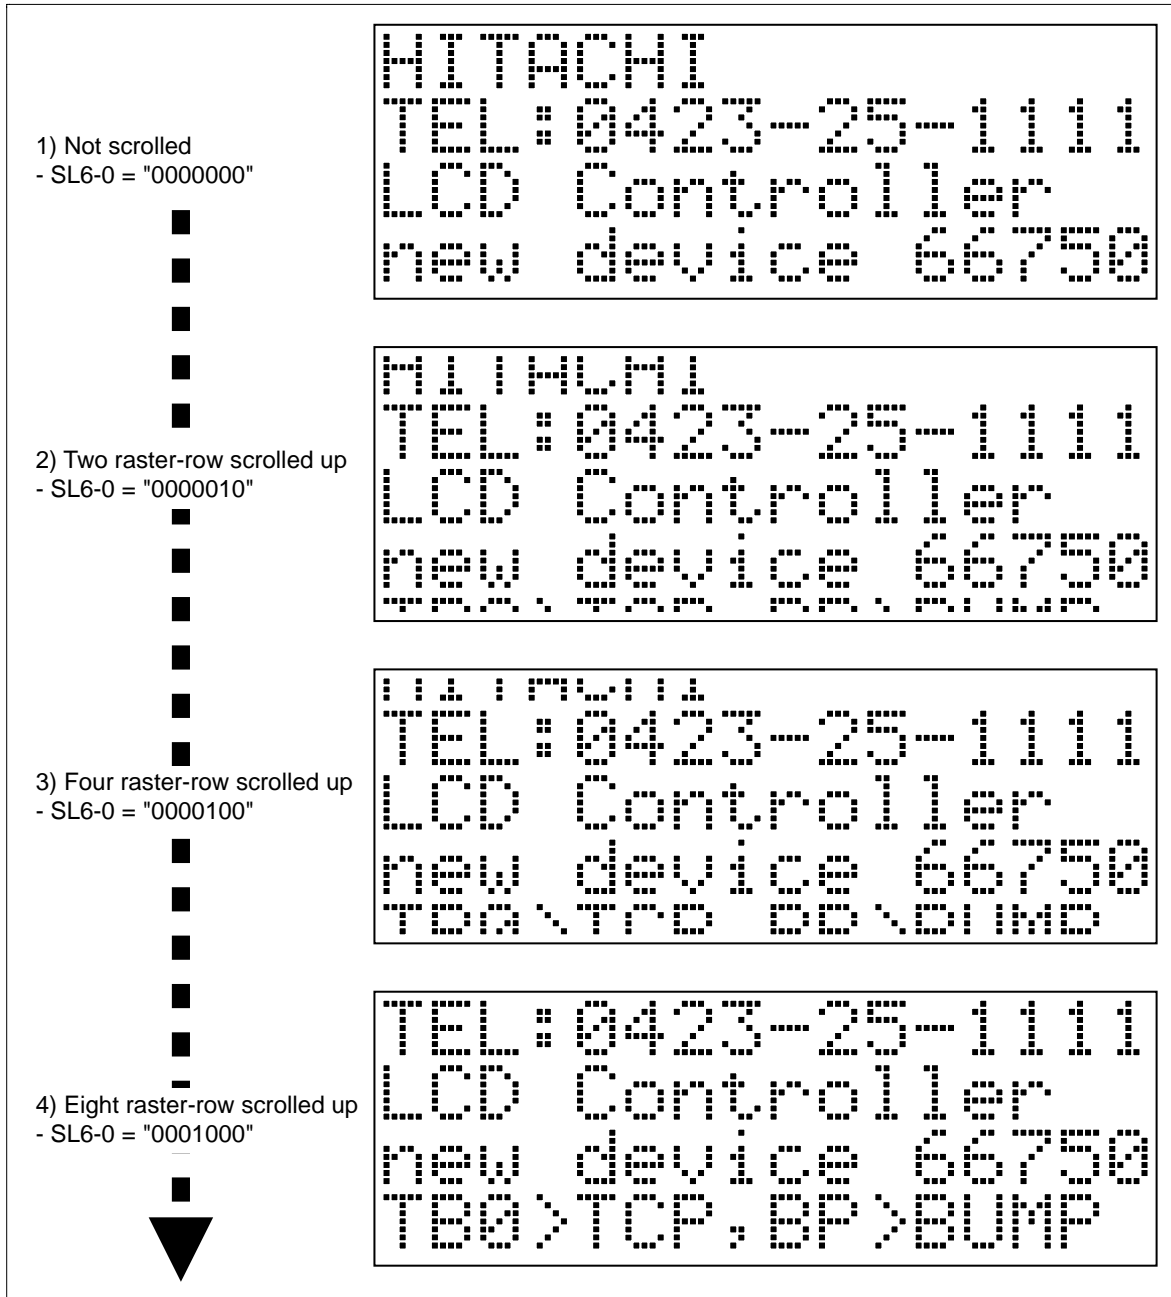 1) Not scrolled
- SL6-0 = "0000000"
HITACHI
TEL:0423-25-1111
LCD Controller
new device 66750
2) Two raster-row scrolled up
- SL6-0 = "0000010"
TEL:0423-25-1111
LCD Controller
new device 66750
3) Four raster-row scrolled up
- SL6-0 = "0000100"
TEL:0423-25-1111
LCD Controller
new device 66750
4) Eight raster-row scrolled up
- SL6-0 = "0001000"
TEL:0423-25-1111
LCD Controller
new device 66750
TB0>TCP,BP>BUMP